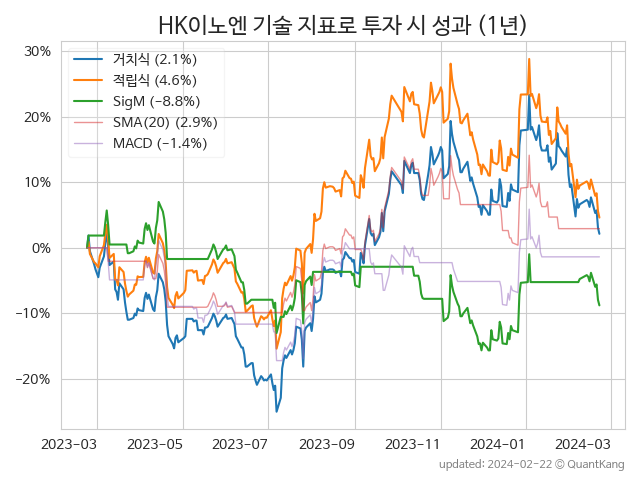 HK이노엔 기술 지표로 투자 시 성과 (1년)
30%
20%
10%
0%
−10%
−20%
거치식 (2.1%)
적립식 (4.6%)
SigM (−8.8%)
SMA(20) (2.9%)
MACD (−1.4%)
2023-03 2023-05 2023-07 2023-09 2023-11 2024-01 2024-03
updated: 2024-02-22 © QuantKang